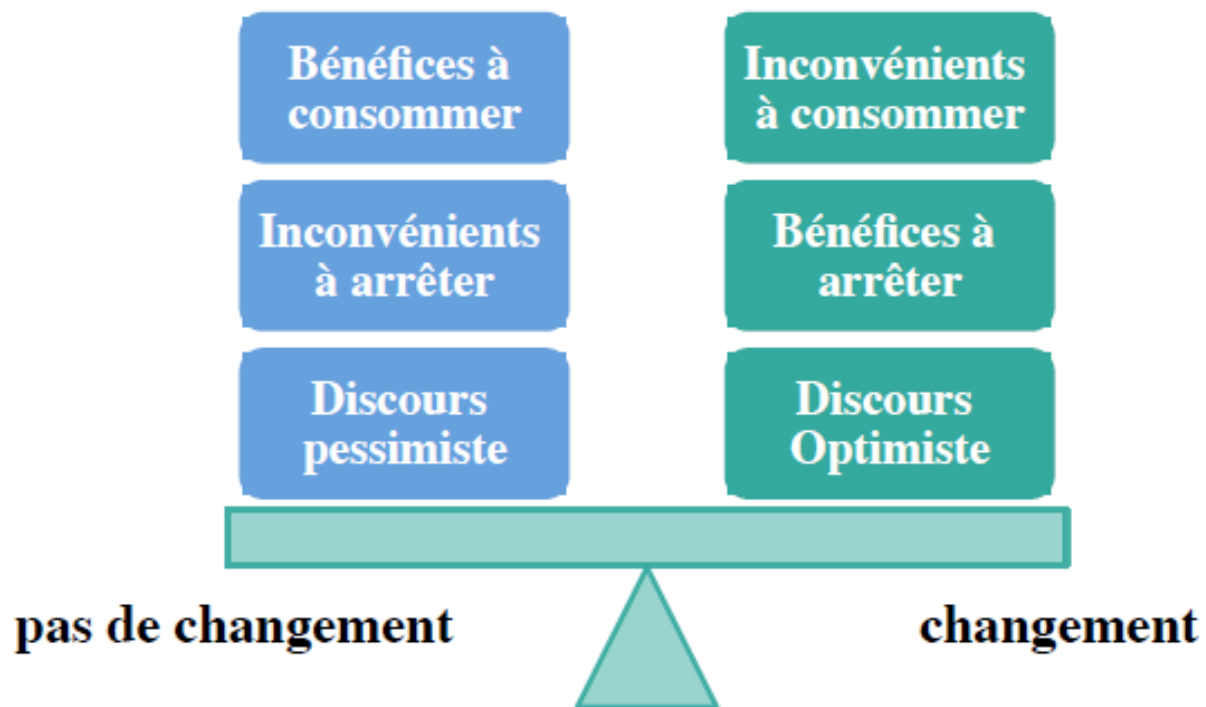 Bénéfices à
consommer
Inconvénients
à consommer
Inconvénients
à arrêter
Bénéfices à
arrêter
Discours
pessimiste
Discours
Optimiste
pas de changement
changement